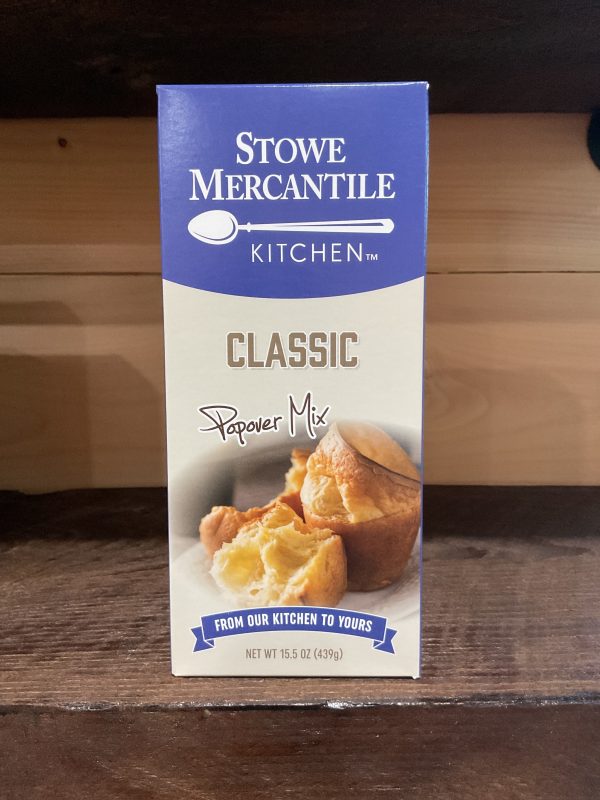 STOWE
MERCANTILE
KITCHEN™
CLASSIC
Popover Mix
FROM OUR KITCHEN TO YOURS
NET WT 15.5 OZ (439g)